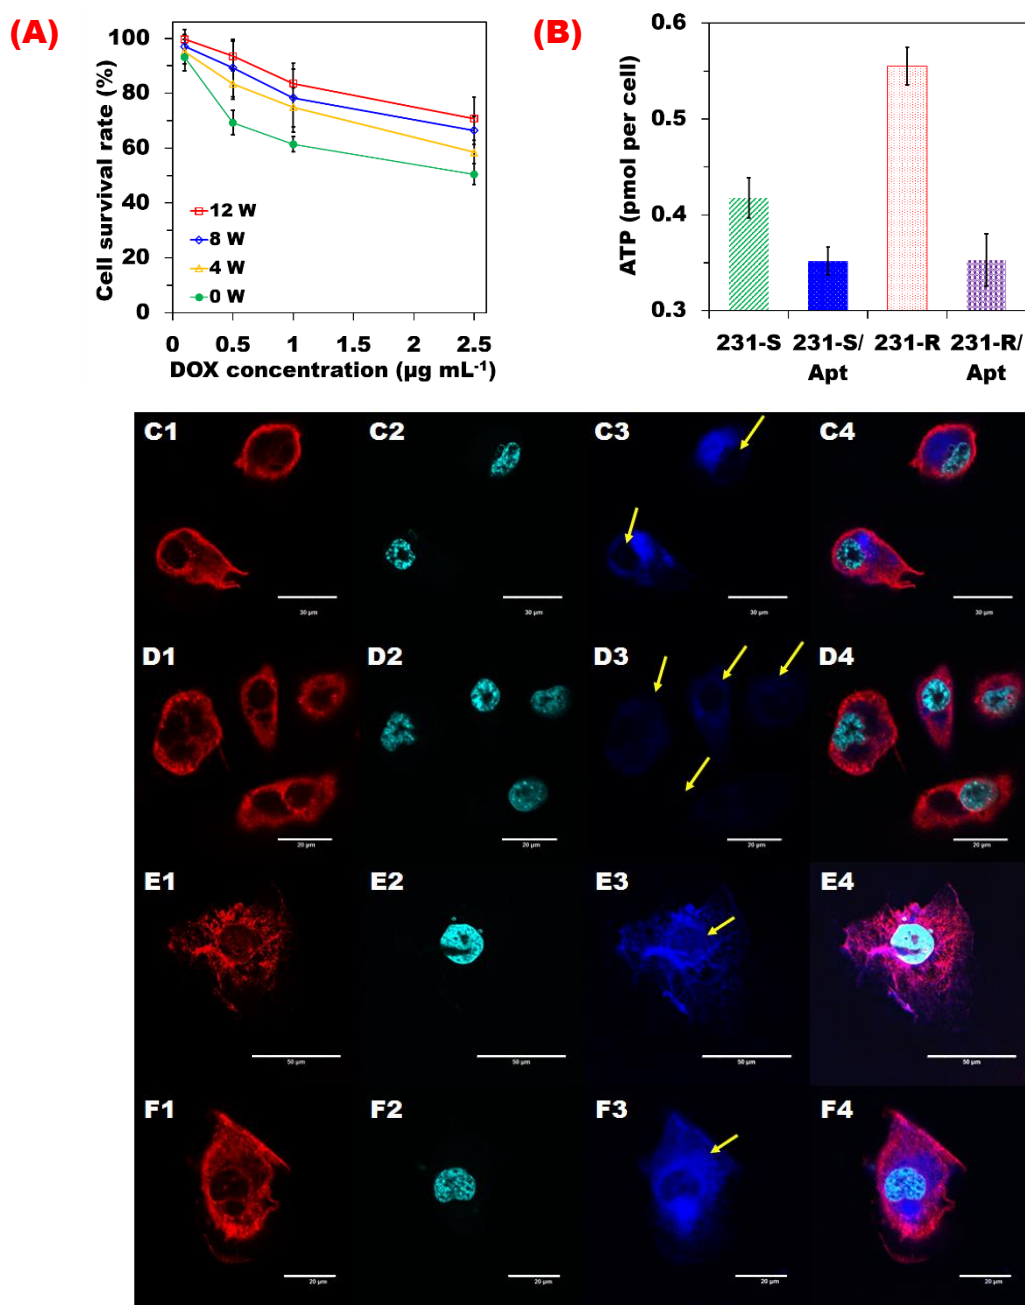 (A)
100
80
60
40
20
0
Cell survival rate (%)
12 W
8 W
4 W
0 W
0 0.5 1 1.5 2 2.5
DOX concentration (µg mL-1)
(B)
0.6
0.5
0.4
0.3
ATP (pmol per cell)
231-S 231-S/ 231-R 231-R/
Apt Apt
C1 C2 C3 C4
30 µm 30 µm 30 µm 30 µm
D1 D2 D3 D4
20 µm 20 µm 20 µm 20 µm
E1 E2 E3 E4
50 µm 50 µm 50 µm 50 µm
F1 F2 F3 F4
20 µm 20 µm 20 µm 20 µm